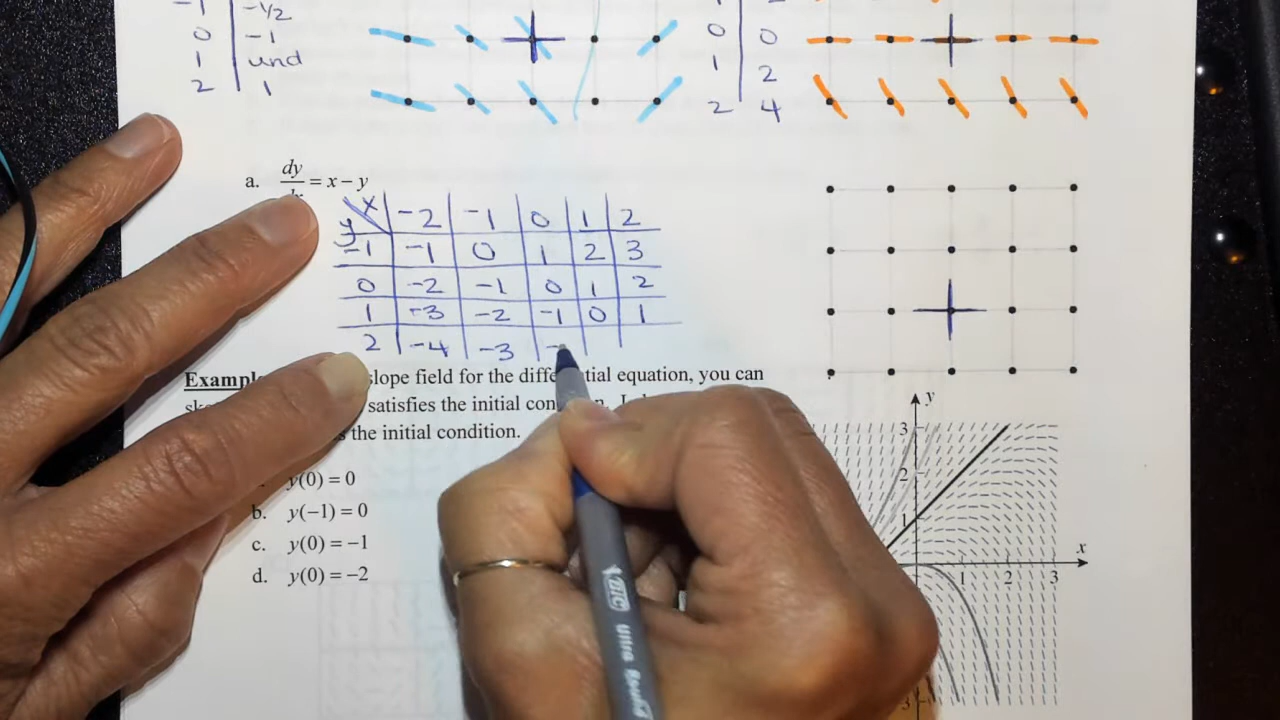 -1 -1/2
0 -1
1 und
2 1
0 0
1 2
2 4
a. dy = x − y
x -2 -1 0 1 2
y
-1 -1 0 1 2 3
0 -2 -1 0 1 2
1 -3 -2 -1 0 1
2 -4 -3 -
slope field for the differential equation, you can
satisfies the initial
the initial condition.
y(0) = 0
b. y(−1) = 0
c. y(0) = −1
d. y(0) = −2
y
3
2
1
x
1 2 3
BIC Ultra Round